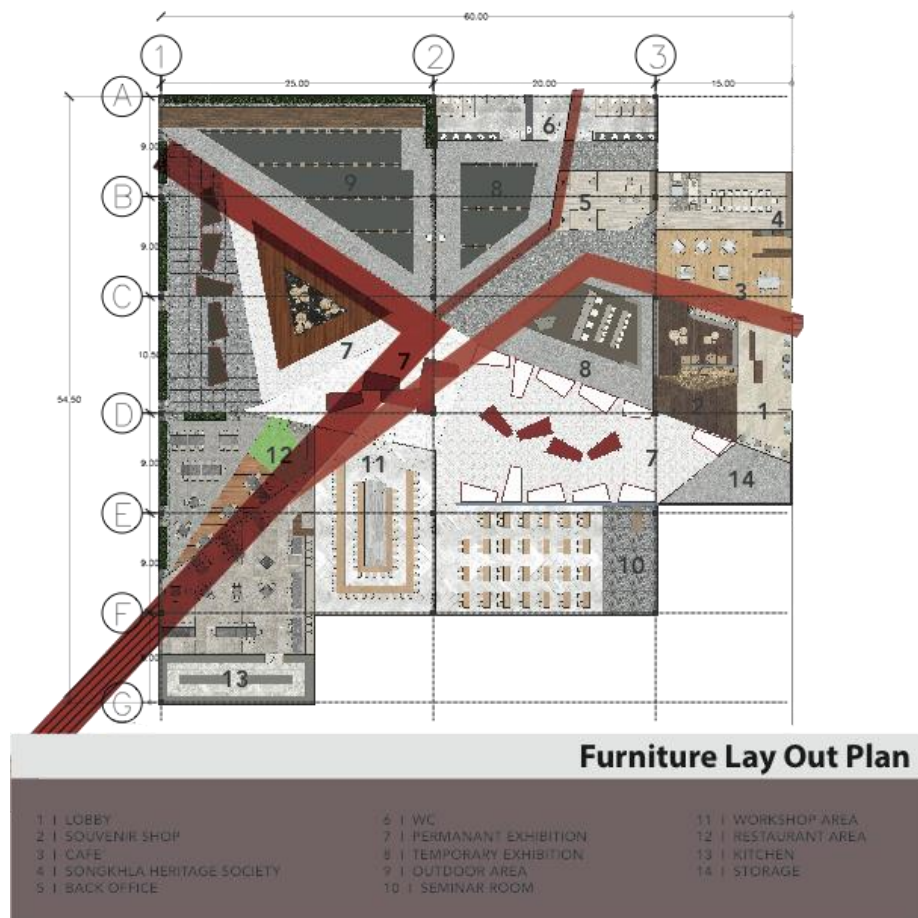 60.00
1 2 3
25.00 20.00 15.00
A
9.00
6
9 8
B
5
4
9.00
C
3
7 7
8
10.50
2 1
54.50
D
12
11
7
14
9.00
E
10
9.00
F
13
G
Furniture Lay Out Plan
1 I LOBBY
2 I SOUVENIR SHOP
3 I CAFE'
4 I SONGKHLA HERITAGE SOCIETY
5 I BACK OFFICE
6 I WC
7 I PERMANANT EXHIBITION
8 I TEMPORARY EXHIBITION
9 I OUTDOOR AREA
10 I SEMINAR ROOM
11 I WORKSHOP AREA
12 I RESTAURANT AREA
13 I KITCHEN
14 I STORAGE